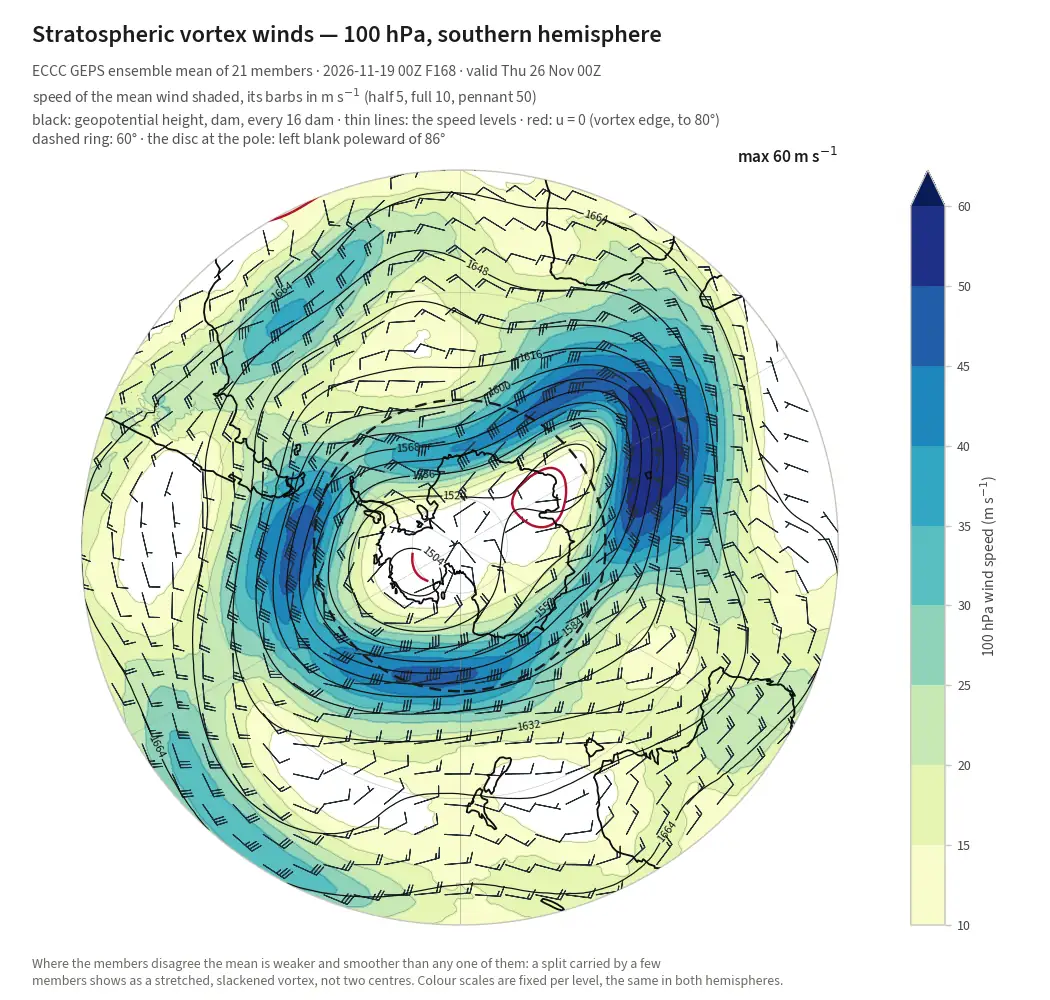 Stratospheric vortex winds — 100 hPa, southern hemisphere
ECCC GEPS ensemble mean of 21 members · 2026-11-19 00Z F168 · valid Thu 26 Nov 00Z
speed of the mean wind shaded, its barbs in m s⁻¹ (half 5, full 10, pennant 50)
black: geopotential height, dam, every 16 dam · thin lines: the speed levels · red: u = 0 (vortex edge, to 80°)
dashed ring: 60° · the disc at the pole: left blank poleward of 86°
max 60 m s⁻¹
1664
1648
1664
1616
1600
1568
1504
1584
1632
1664
1664
60
50
45
40
35
30
25
20
15
10
100 hPa wind speed (m s⁻¹)
Where the members disagree the mean is weaker and smoother than any one of them: a split carried by a few
members shows as a stretched, slackened vortex, not two centres. Colour scales are fixed per level, the same in both hemispheres.